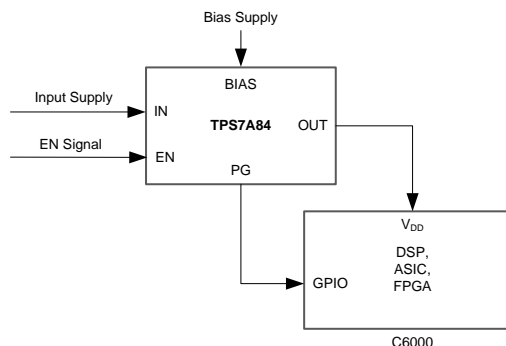 Bias Supply
BIAS
Input Supply
IN
TPS7A84
OUT
EN Signal
EN
PG
VDD
DSP,
ASIC,
FPGA
GPIO
C6000